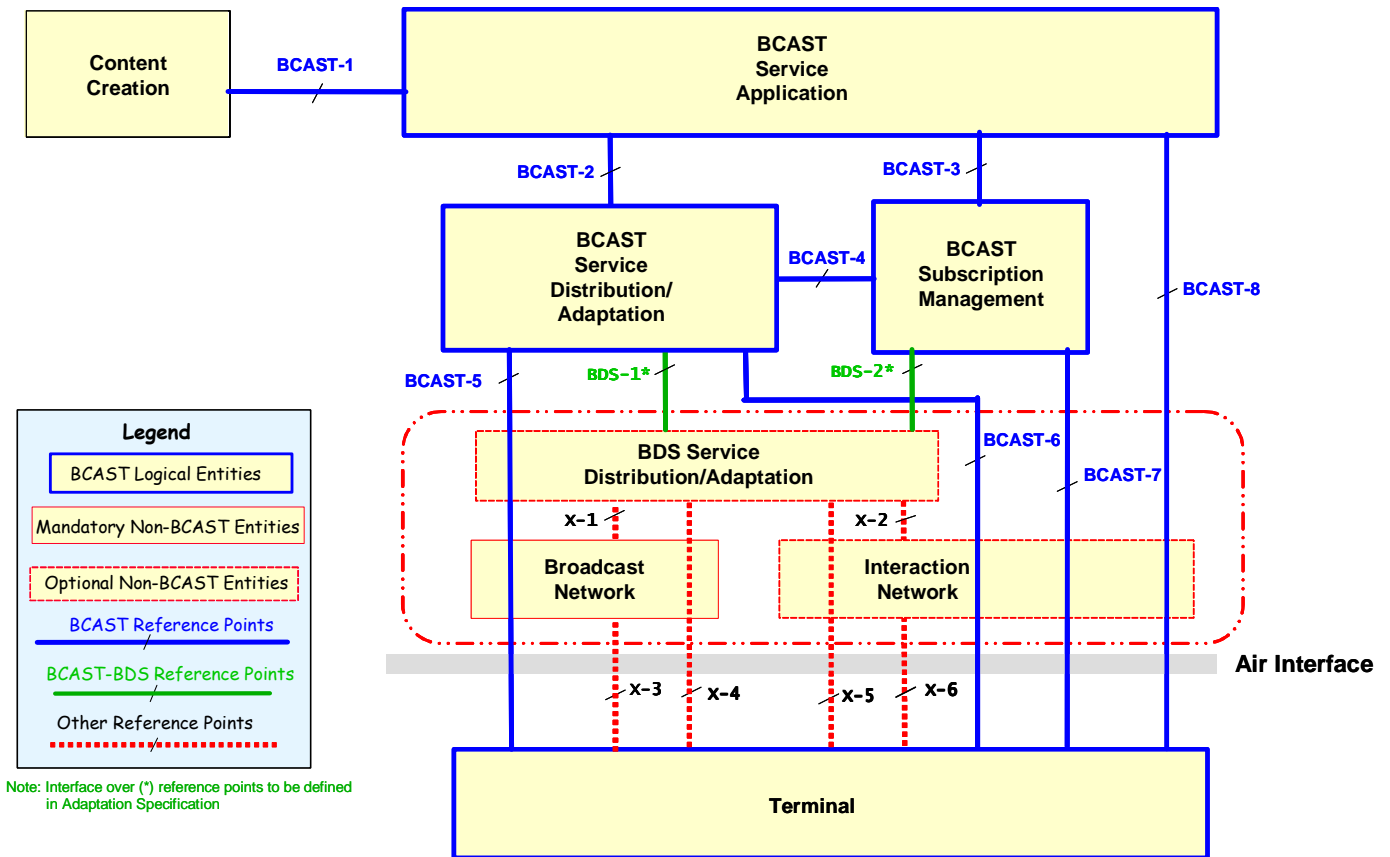 Content
Creation
BCAST-1
BCAST
Service
Application
BCAST-2
BCAST-3
BCAST
Service
Distribution/
Adaptation
BCAST-4
BCAST
Subscription
Management
BCAST-8
BCAST-5
BDS-1*
BDS-2*
BCAST-6
BCAST-7
BDS Service
Distribution/Adaptation
X-1
X-2
Broadcast
Network
Interaction
Network
Air Interface
X-3
X-4
X-5
X-6
Terminal
Legend
BCAST Logical Entities
Mandatory Non-BCAST Entities
Optional Non-BCAST Entities
BCAST Reference Points
BCAST-BDS Reference Points
Other Reference Points
Note: Interface over (*) reference points to be defined
in Adaptation Specification